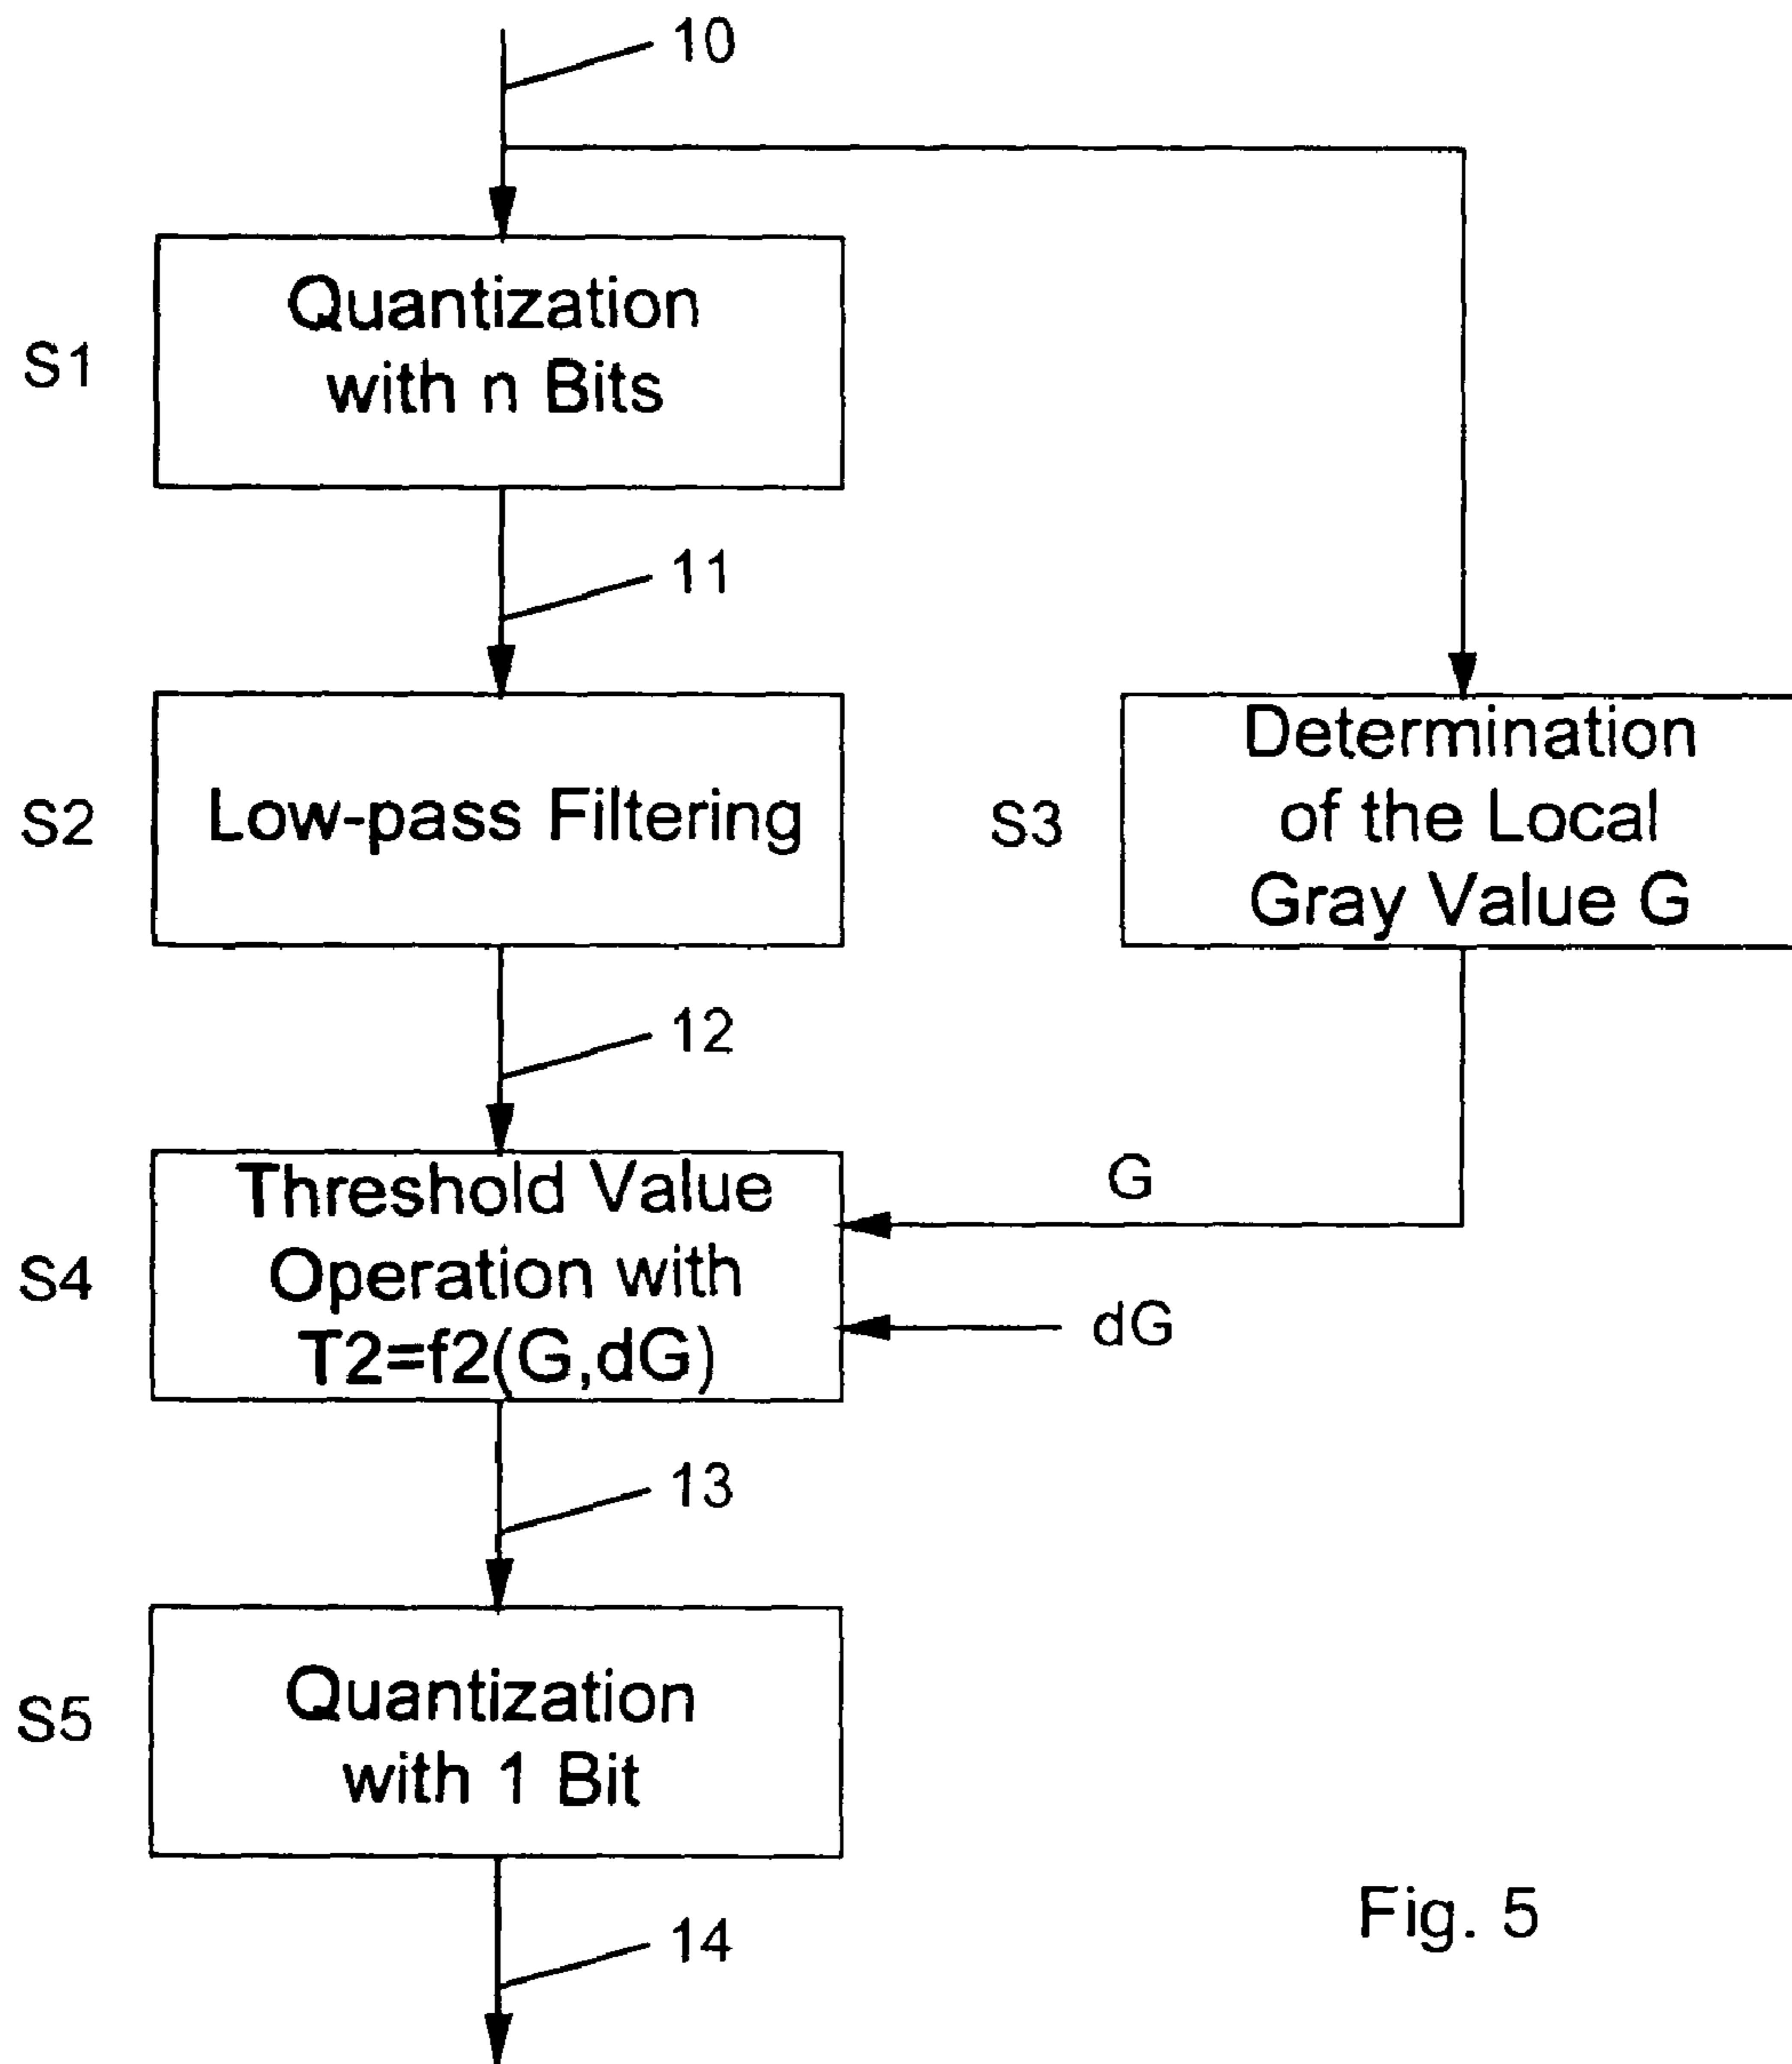 10
Quantization
with n Bits
S1
11
Low-pass Filtering
S2
Determination
of the Local
Gray Value G
S3
12
Threshold Value
Operation with
T2=f2(G,dG)
S4
G
dG
13
Quantization
with 1 Bit
S5
14
Fig. 5